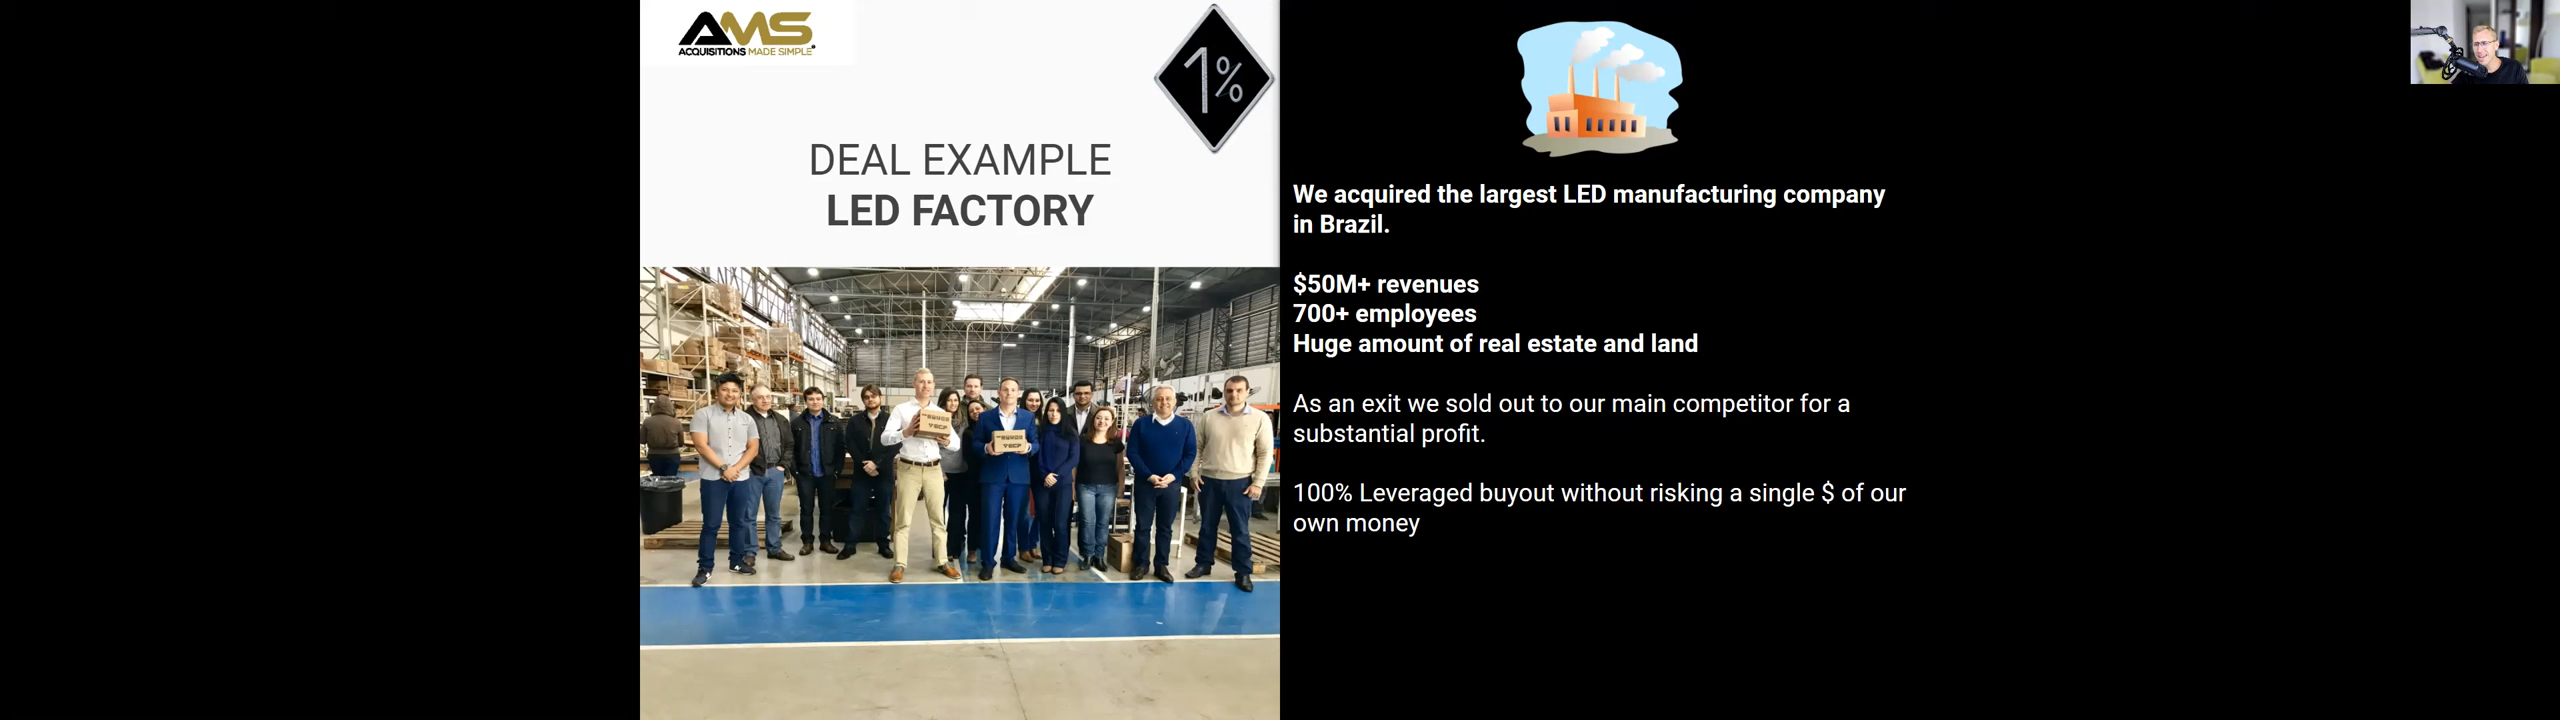 AMS
ACQUISITIONS MADE SIMPLE
1%
DEAL EXAMPLE
LED FACTORY
We acquired the largest LED manufacturing company
in Brazil.
$50M+ revenues
700+ employees
Huge amount of real estate and land
As an exit we sold out to our main competitor for a
substantial profit.
100% Leveraged buyout without risking a single $ of our
own money